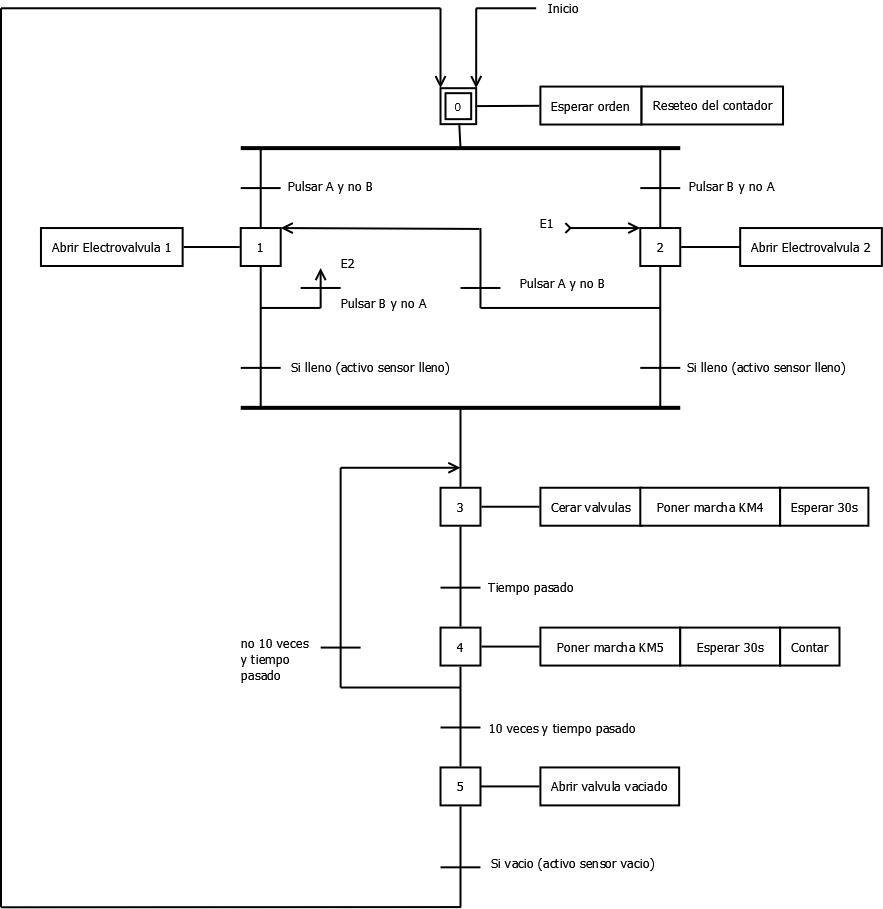 Inicio
0
Esperar orden
Reseteo del contador
Pulsar A y no B
Pulsar B y no A
Abrir Electrovalvula 1
1
E1
2
Abrir Electrovalvula 2
E2
Pulsar A y no B
Pulsar B y no A
Si lleno (activo sensor lleno)
Si lleno (activo sensor lleno)
3
Cerar valvulas
Poner marcha KM4
Esperar 30s
Tiempo pasado
no 10 veces
y tiempo
pasado
4
Poner marcha KM5
Esperar 30s
Contar
10 veces y tiempo pasado
5
Abrir valvula vaciado
Si vacio (activo sensor vacio)